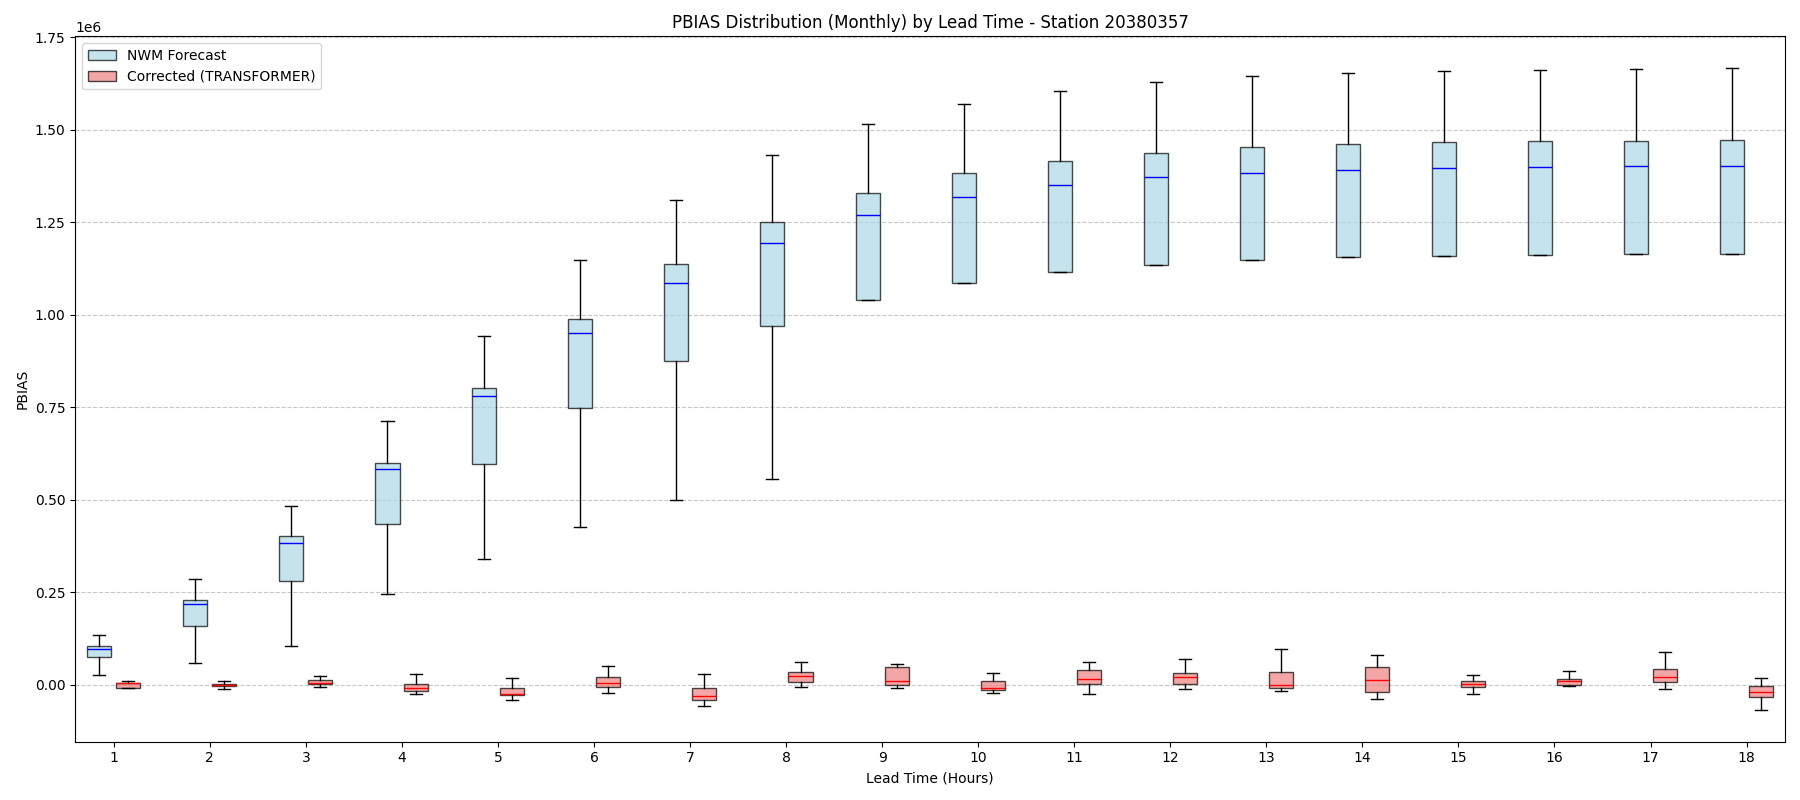 PBIAS Distribution (Monthly) by Lead Time - Station 20380357
1e6
NWM Forecast
Corrected (TRANSFORMER)
PBIAS
1.75
1.50
1.25
1.00
0.75
0.50
0.25
0.00
1 2 3 4 5 6 7 8 9 10 11 12 13 14 15 16 17 18
Lead Time (Hours)